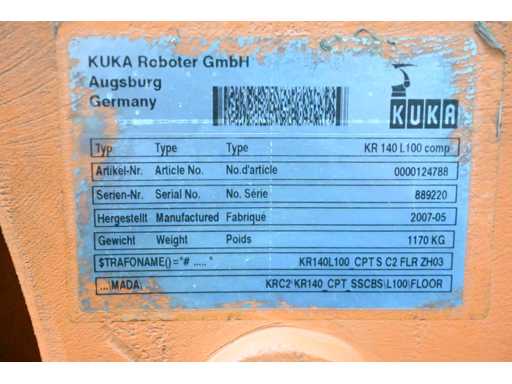 KUKA Roboter GmbH
Augsburg
Germany
KUKA
Typ Type Type KR 140 L100 comp
Artikel-Nr. Article No. No.d'article 0000124788
Serien-Nr. Serial No. No. Série 889220
Hergestellt Manufactured Fabriqué 2007-05
Gewicht Weight Poids 1170 KG
$TRAFONAME()="# ..... " KR140L100_CPT S C2 FLR ZH03
...\MADA\ KRC2\KR140_CPT_SSCBS\L100\FLOOR